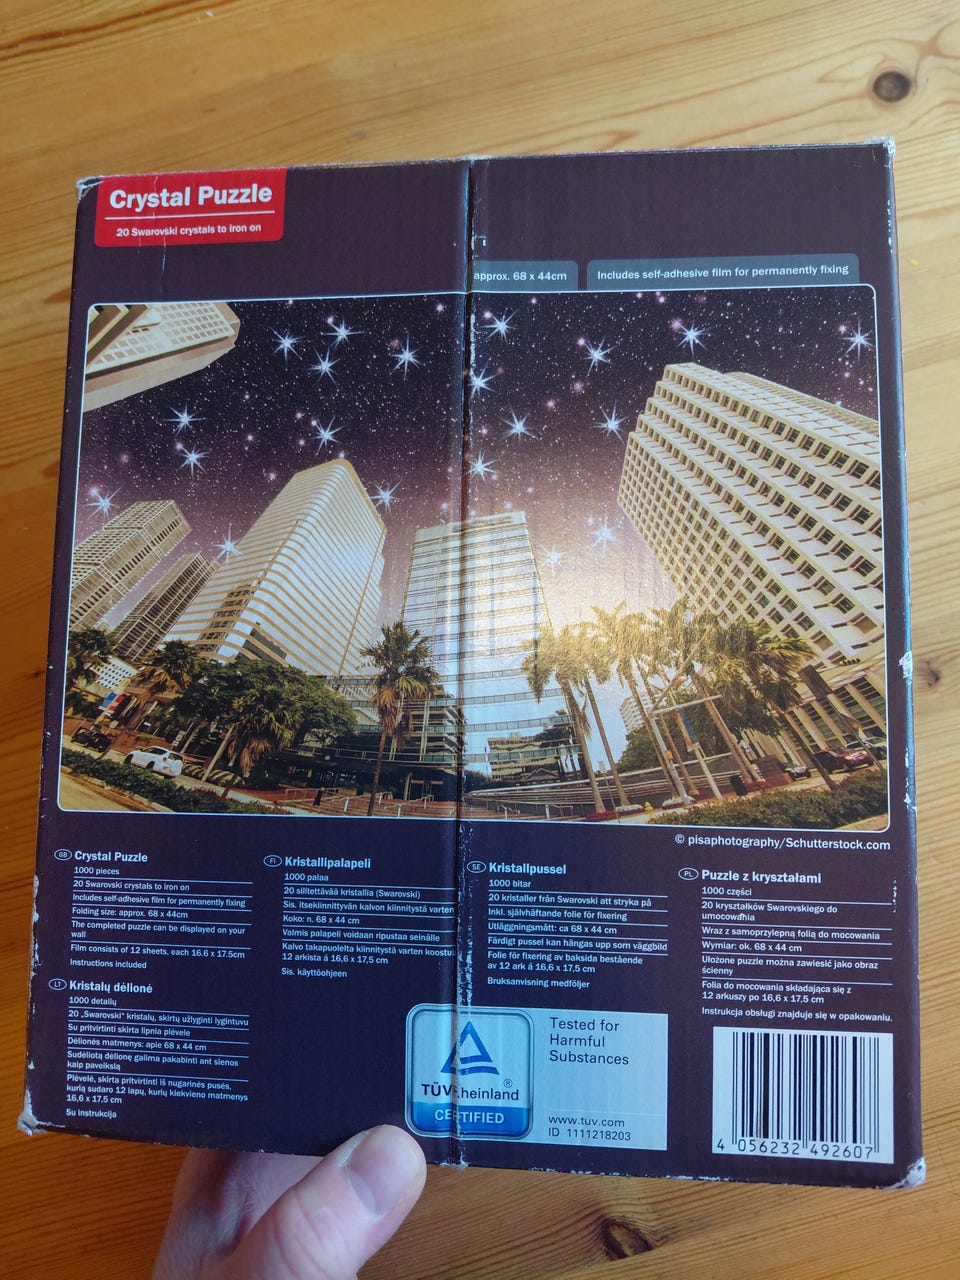 Crystal Puzzle
20 Swarovski crystals to iron on
approx. 68 x 44cm
Includes self-adhesive film for permanently fixing
© pisaphotography/Schutterstock.com
GB Crystal Puzzle
1000 pieces
20 Swarovski crystals to iron on
Includes self-adhesive film for permanently fixing
Folding size: approx. 68 x 44cm
The completed puzzle can be displayed on your
wall
Film consists of 12 sheets, each 16.6 x 17.5cm
Instructions included
LT Kristalų dėlionė
1000 detalių
20 „Swarovski“ kristalų, skirtų užlyginti lygintuvu
Su pritvirtinti skirta lipnia plėvele
Dėlionės matmenys: apie 68 x 44 cm
Sudėliotą dėlionę galima pakabinti ant sienos
kaip paveikslą
Plėvelė, skirta pritvirtinti iš nugarinės pusės,
kurią sudaro 12 lapų, kurių kiekvieno matmenys
16,6 x 17,5 cm
Su instrukcija
FI Kristallipalapeli
1000 palaa
20 silitettävää kristallia (Swarovski)
Sis. itsekiinnittyvän kalvon kiinnitystä varten
Koko: n. 68 x 44 cm
Valmis palapeli voidaan ripustaa seinälle
Kalvo takapuolelta kiinnitystä varten koostuu
12 arkista á 16,6 x 17,5 cm
Sis. käyttöohjeen
SE Kristallpussel
1000 bitar
20 kristaller från Swarovski att stryka på
Inkl. självhäftande folie för fixering
Utläggningsmått: ca 68 x 44 cm
Färdigt pussel kan hängas upp som väggbild
Folie för fixering av baksida bestående
av 12 ark á 16,6 x 17,5 cm
Bruksanvisning medföljer
PL Puzzle z kryształami
1000 części
20 kryształków Swarovskiego do
umocowania
Wraz z samoprzylepną folią do mocowania
Wymiar: ok. 68 x 44 cm
Ułożone puzzle można zawiesić jako obraz
ścienny
Folia do mocowania składająca się z
12 arkuszy po 16,6 x 17,5 cm
Instrukcja obsługi znajduje się w opakowaniu.
TÜVRheinland®
CERTIFIED
Tested for
Harmful
Substances
www.tuv.com
ID 1111218203
4 056232 492607